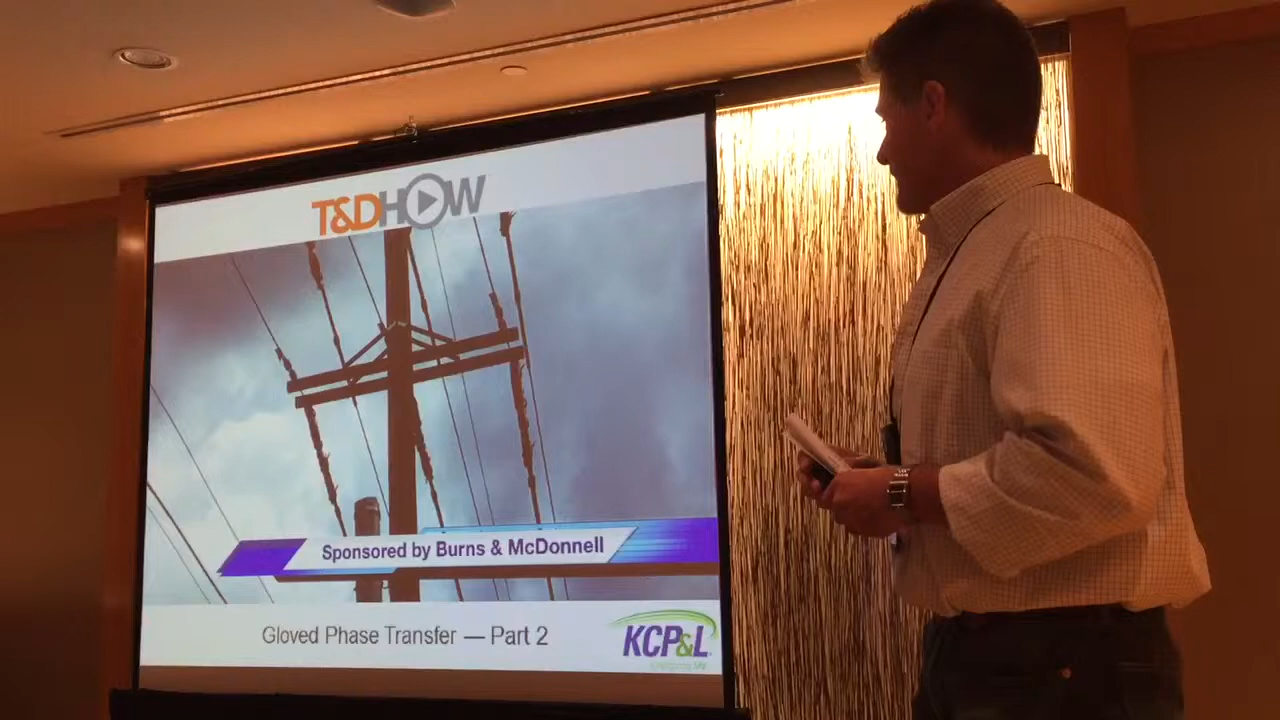 T&DHOW
Sponsored by Burns & McDonnell
Gloved Phase Transfer — Part 2
KCP&L